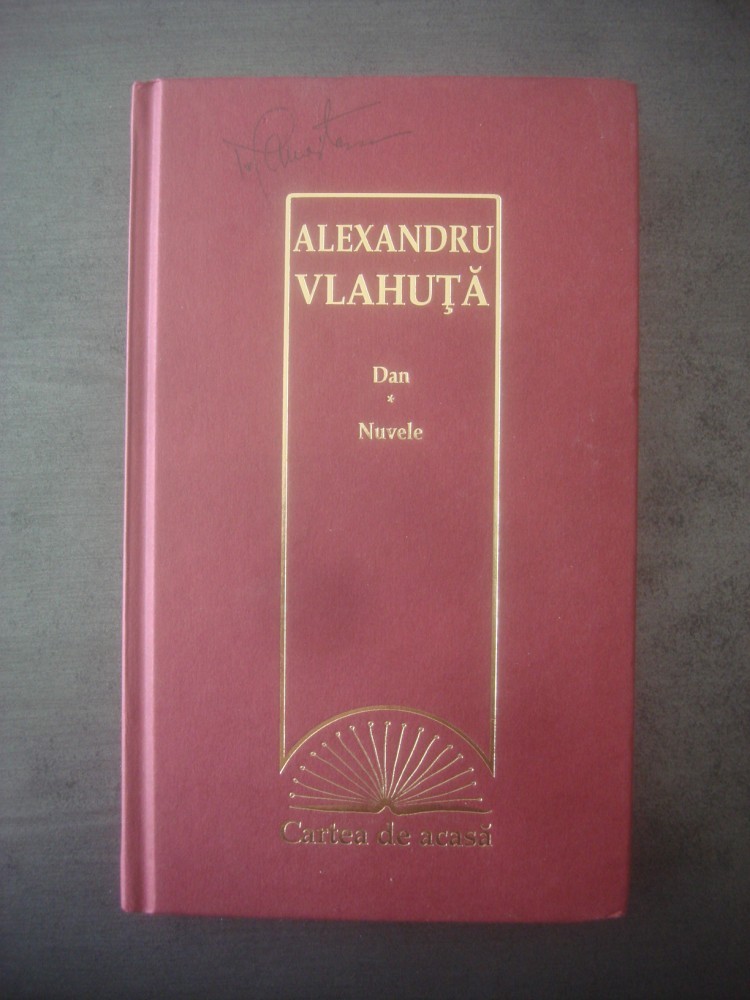 ALEXANDRU
VLAHUŢĂ
Dan
*
Nuvele
Cartea de acasă